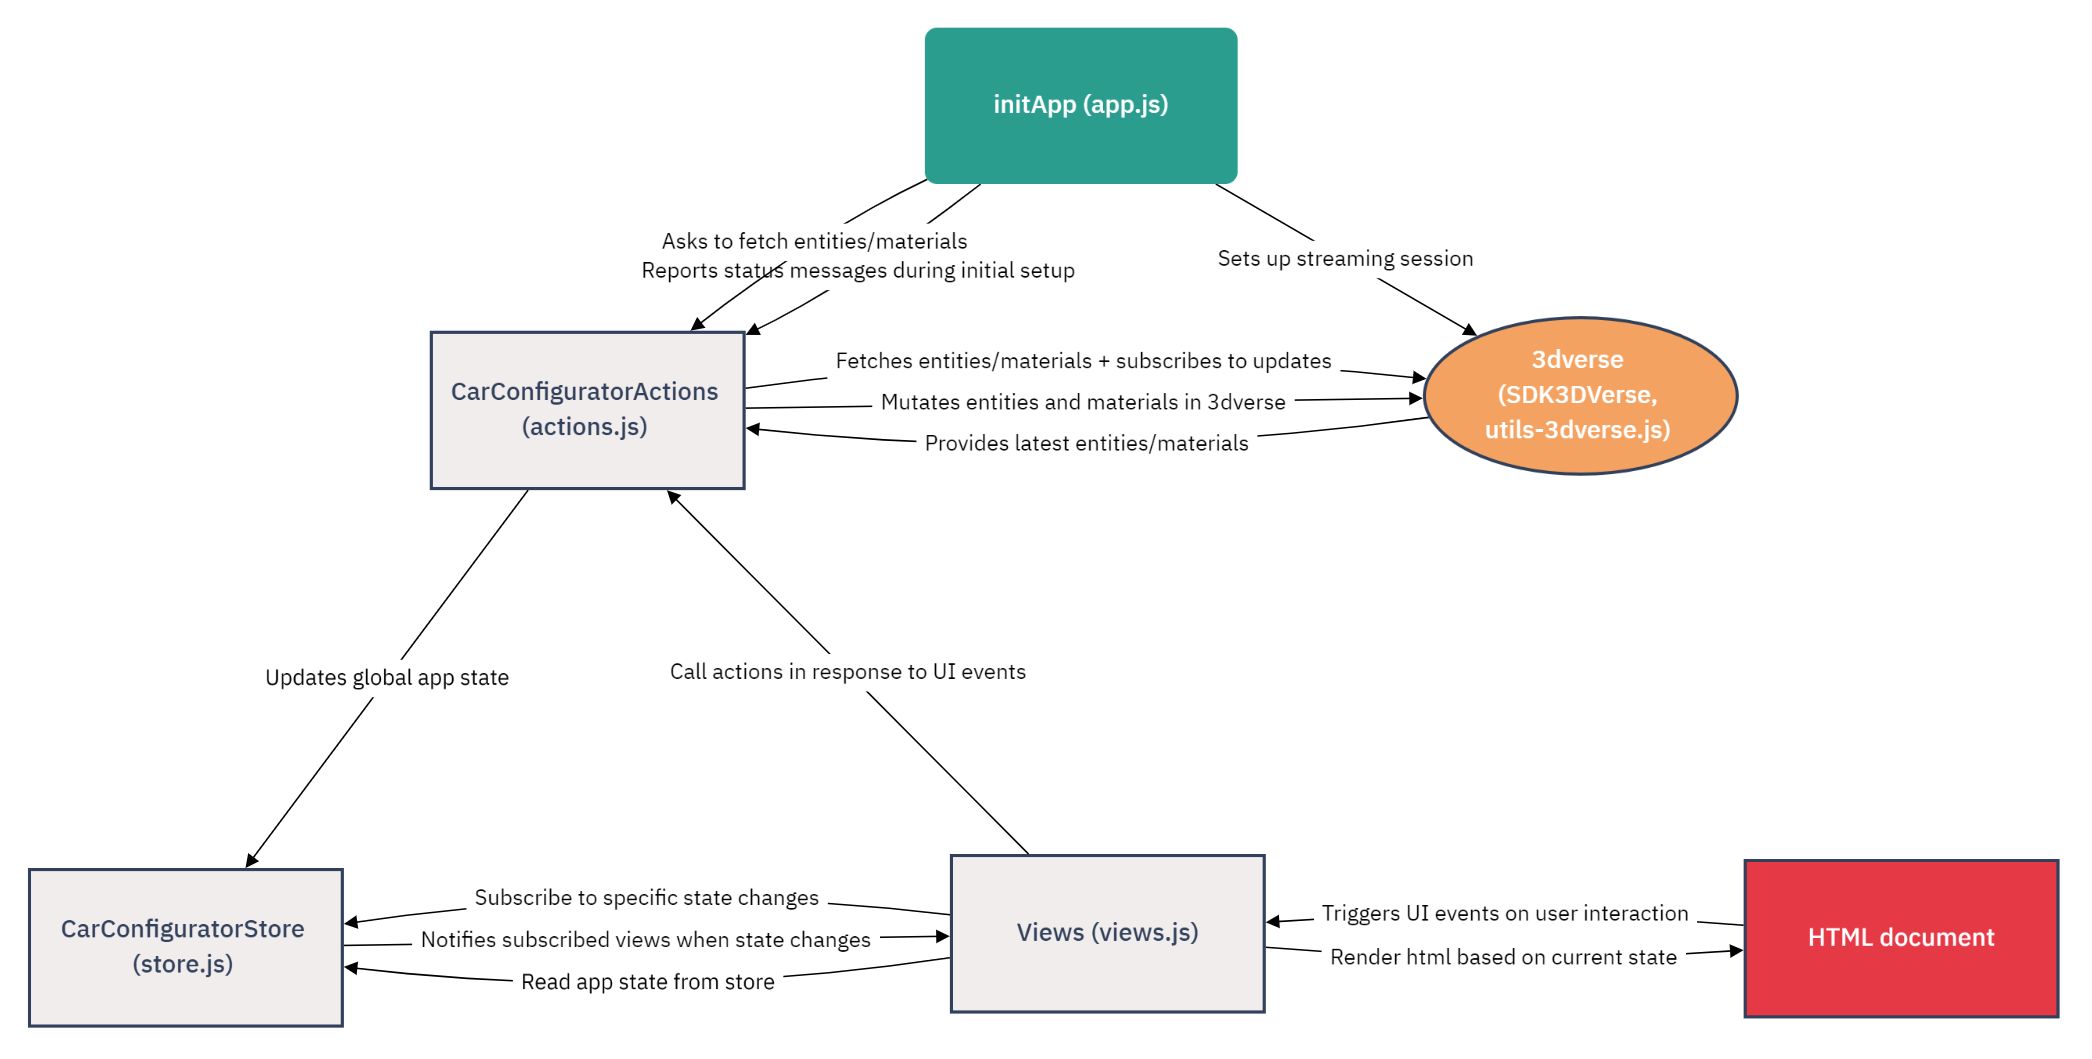 initApp (app.js)
Asks to fetch entities/materials
Reports status messages during initial setup
Sets up streaming session
CarConfiguratorActions
(actions.js)
Fetches entities/materials + subscribes to updates
Mutates entities and materials in 3dverse
Provides latest entities/materials
3dverse
(SDK3DVerse,
utils-3dverse.js)
Updates global app state
Call actions in response to UI events
CarConfiguratorStore
(store.js)
Subscribe to specific state changes
Notifies subscribed views when state changes
Read app state from store
Views (views.js)
Triggers UI events on user interaction
Render html based on current state
HTML document